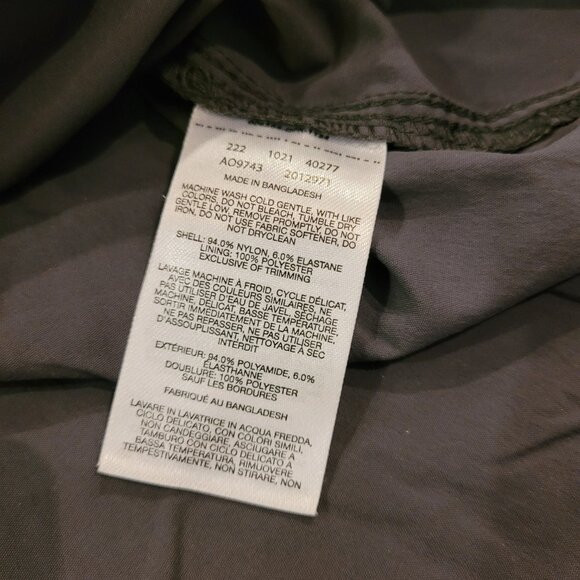 222 1021 40277
AO9743 2012971
MADE IN BANGLADESH
MACHINE WASH COLD GENTLE, WITH LIKE
COLORS, DO NOT BLEACH, TUMBLE DRY
GENTLE LOW, REMOVE PROMPTLY, DO NOT
IRON, DO NOT USE FABRIC SOFTENER, DO
NOT DRYCLEAN
SHELL: 94.0% NYLON, 6.0% ELASTANE
LINING: 100% POLYESTER
EXCLUSIVE OF TRIMMING
LAVAGE MACHINE À FROID, CYCLE DÉLICAT,
AVEC DES COULEURS SIMILAIRES, NE
PAS UTILISER D'EAU DE JAVEL, SÉCHAGE
MACHINE, DÉLICAT, BASSE TEMPÉRATURE,
SORTIR IMMÉDIATEMENT DE LA MACHINE,
NE PAS REPASSER, NE PAS UTILISER
D'ASSOUPLISSANT, NETTOYAGE À SEC
INTERDIT
EXTÉRIEUR: 94.0% POLYAMIDE, 6.0%
ÉLASTHANNE
DOUBLURE: 100% POLYESTER
SAUF LES BORDURES
FABRIQUÉ AU BANGLADESH
LAVARE IN LAVATRICE IN ACQUA FREDDA,
CICLO DELICATO, CON COLORI SIMILI,
NON CANDEGGIARE, ASCIUGARE A
TAMBURO CON CICLO DELICATO A
BASSA TEMPERATURA, RIMUOVERE
TEMPESTIVAMENTE, NON STIRARE, NON